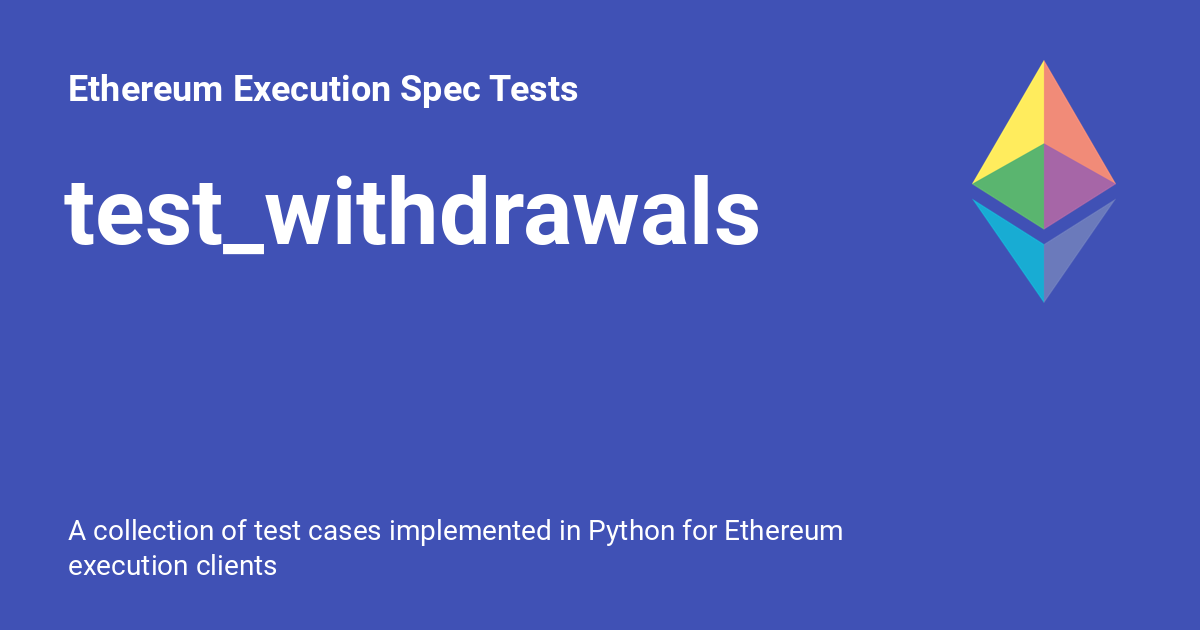 Ethereum Execution Spec Tests
test_withdrawals
A collection of test cases implemented in Python for Ethereum
execution clients